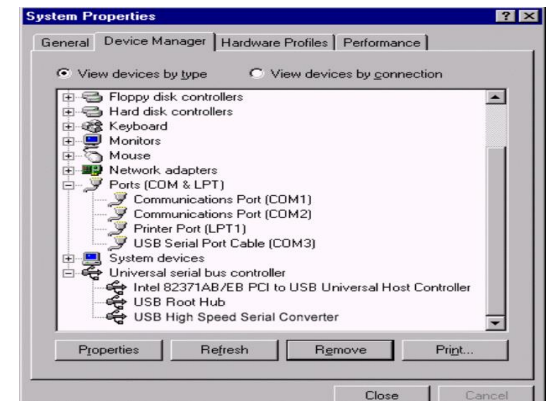 System Properties
General Device Manager Hardware Profiles Performance
View devices by type View devices by connection
Floppy disk controllers
Hard disk controllers
Keyboard
Monitors
Mouse
Network adapters
Ports (COM & LPT)
Communications Port (COM1)
Communications Port (COM2)
Printer Port (LPT1)
USB Serial Port Cable (COM3)
System devices
Universal serial bus controller
Intel 82371AB/EB PCI to USB Universal Host Controller
USB Root Hub
USB High Speed Serial Converter
Properties Refresh Remove Print...
Close Cancel